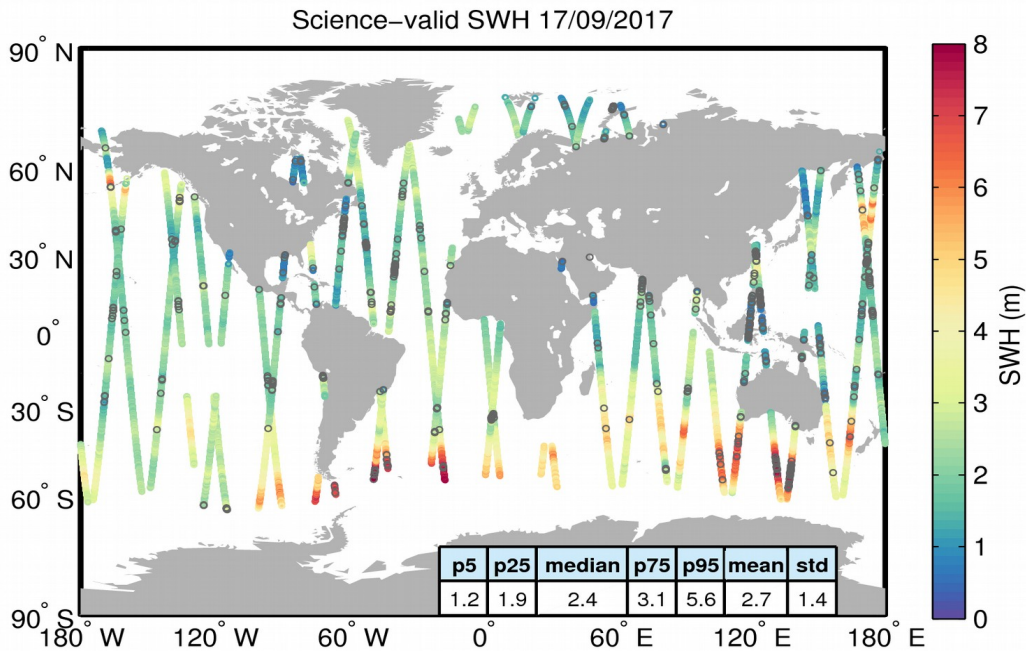 Science−valid SWH 17/09/2017
90° N
60° N
30° N
0°
30° S
60° S
90° S
180° W
120° W
60° W
0°
60° E
120° E
180° E
p5 p25 median p75 p95 mean std
1.2 1.9 2.4 3.1 5.6 2.7 1.4
8
7
6
5
4
3
2
1
0
SWH (m)